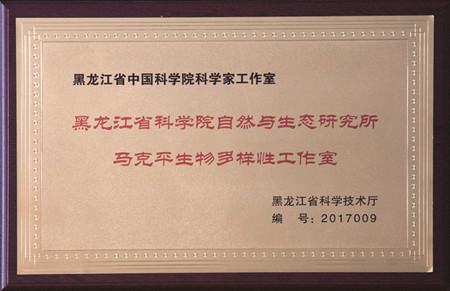 黑龙江省中国科学院科学家工作室
黑龙江省科学院自然与生态研究所
马克平生物多样性工作室
黑龙江省科学技术厅
编 号：2017009